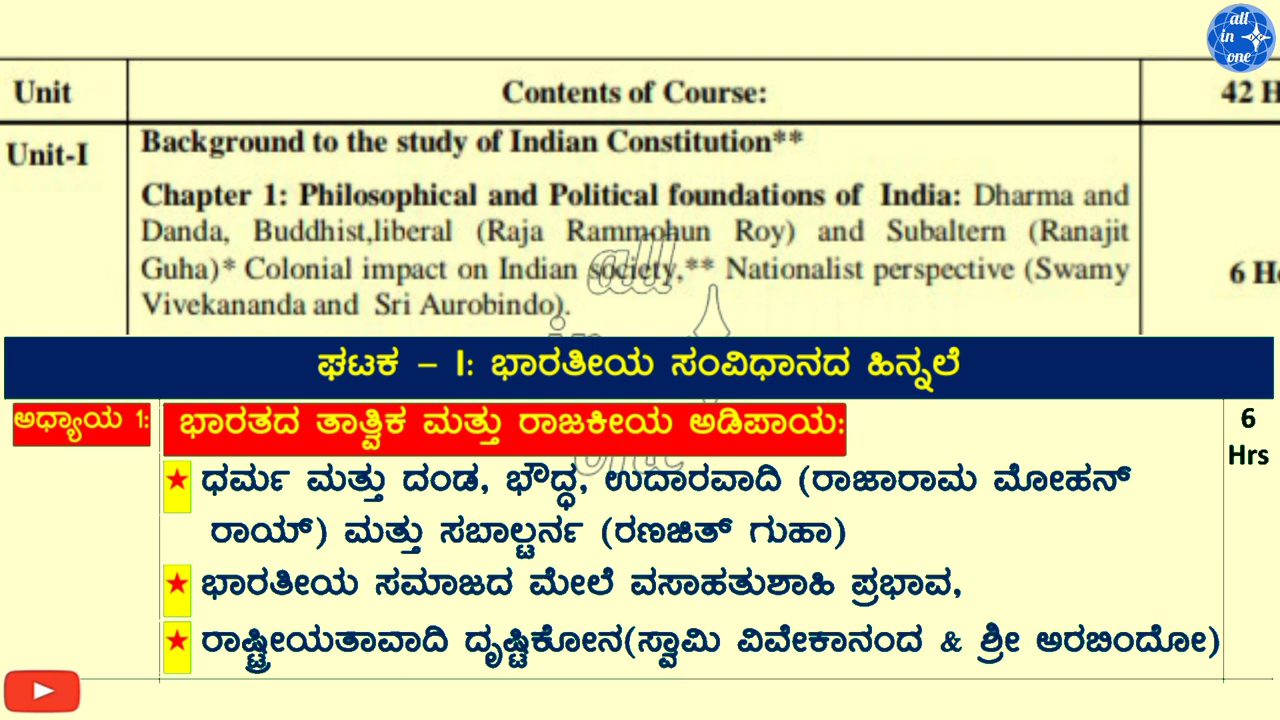 all
in
one
Unit Contents of Course: 42 H
Unit-I Background to the study of Indian Constitution**
Chapter 1: Philosophical and Political foundations of India: Dharma and
Danda, Buddhist,liberal (Raja Rammohun Roy) and Subaltern (Ranajit
Guha)* Colonial impact on Indian society,** Nationalist perspective (Swamy 6 Ho
Vivekananda and Sri Aurobindo).
all
in
one
ಘಟಕ – I: ಭಾರತೀಯ ಸಂವಿಧಾನದ ಹಿನ್ನಲೆ
ಅಧ್ಯಾಯ 1: ಭಾರತದ ತಾತ್ವಿಕ ಮತ್ತು ರಾಜಕೀಯ ಅಡಿಪಾಯ: 6
Hrs
★ ಧರ್ಮ ಮತ್ತು ದಂಡ, ಭೌದ್ಧ, ಉದಾರವಾದಿ (ರಾಜಾರಾಮ ಮೋಹನ್
ರಾಯ್) ಮತ್ತು ಸಬಾಲ್ಟರ್ನ (ರಣಜಿತ್ ಗುಹಾ)
★ ಭಾರತೀಯ ಸಮಾಜದ ಮೇಲೆ ವಸಾಹತುಶಾಹಿ ಪ್ರಭಾವ,
★ ರಾಷ್ಟ್ರೀಯತಾವಾದಿ ದೃಷ್ಟಿಕೋನ(ಸ್ವಾಮಿ ವಿವೇಕಾನಂದ & ಶ್ರೀ ಅರಬಿಂದೋ)